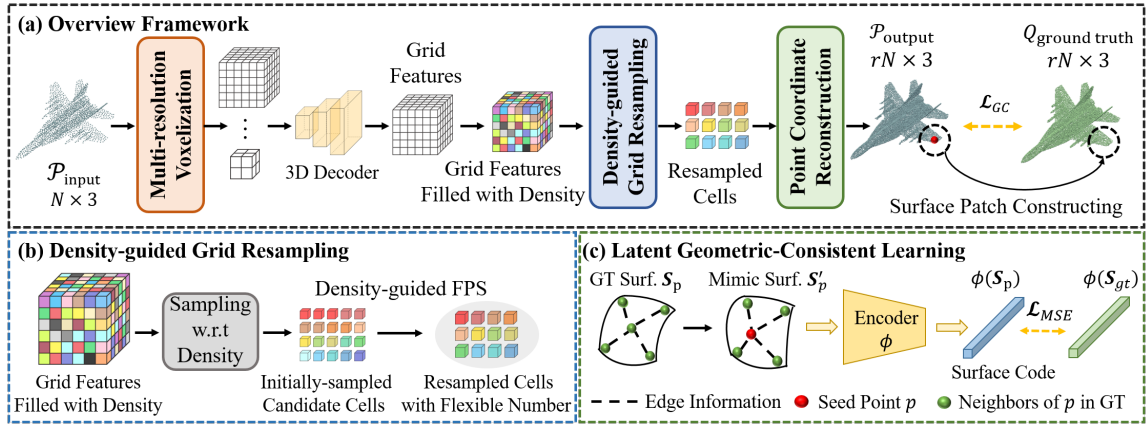 (a) Overview Framework
𝒫input
N × 3
Multi-resolution
Voxelization
⋮
3D Decoder
Grid
Features
Grid Features
Filled with Density
Density-guided
Grid Resampling
Resampled
Cells
Point Coordinate
Reconstruction
𝒫output
rN × 3
ℒGC
Qground truth
rN × 3
Surface Patch Constructing
(b) Density-guided Grid Resampling
Grid Features
Filled with Density
Sampling
w.r.t
Density
Density-guided FPS
Initially-sampled
Candidate Cells
Resampled Cells
with Flexible Number
(c) Latent Geometric-Consistent Learning
GT Surf. Sp
Mimic Surf. S′p
Encoder
ϕ
ϕ(Sp)
ℒMSE
ϕ(Sgt)
Surface Code
Edge Information
Seed Point p
Neighbors of p in GT